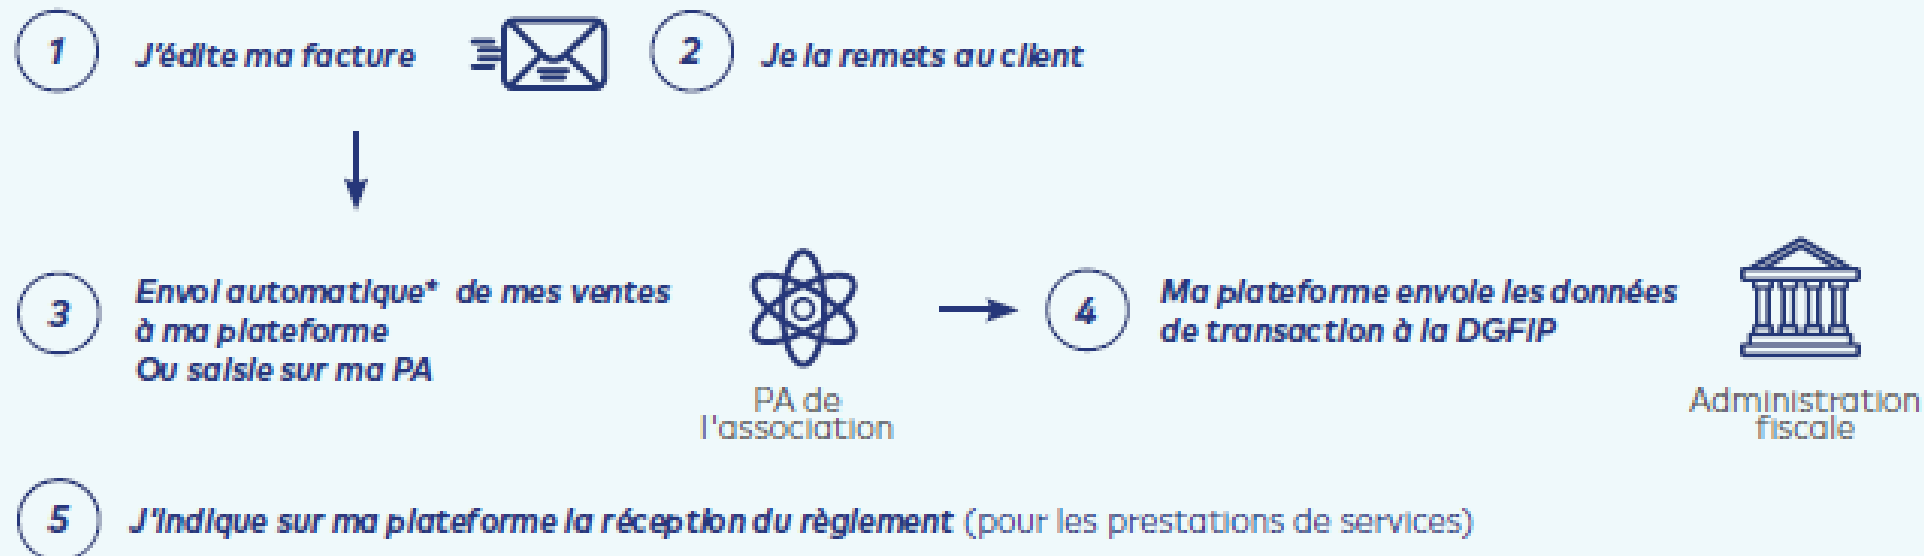 1 J'édite ma facture
2 Je la remets au client
3 Envoi automatique* de mes ventes
à ma plateforme
Ou saisie sur ma PA
PA de
l'association
4 Ma plateforme envoie les données
de transaction à la DGFIP
Administration
fiscale
5 J'indique sur ma plateforme la réception du règlement (pour les prestations de services)